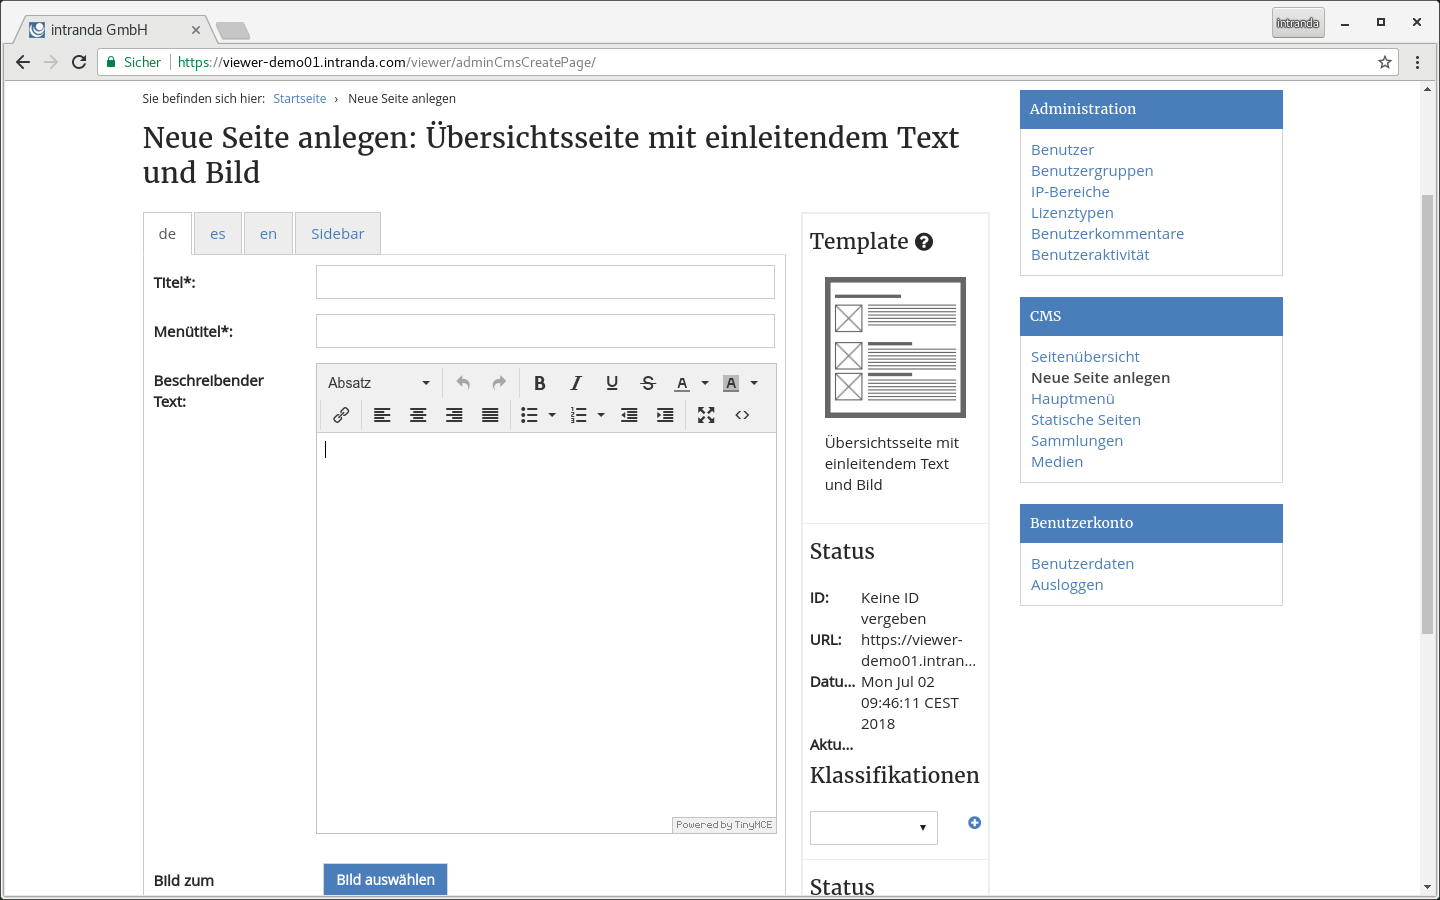 intranda GmbH
intranda
Sicher
https://viewer-demo01.intranda.com/viewer/adminCmsCreatePage/
Sie befinden sich hier: Startseite › Neue Seite anlegen
Neue Seite anlegen: Übersichtsseite mit einleitendem Text
und Bild
de
es
en
Sidebar
Titel*:
Menütitel*:
Beschreibender
Text:
Absatz
B I U S A A
Powered by TinyMCE
Bild zum
Bild auswählen
Template
Übersichtsseite mit
einleitendem Text
und Bild
Status
ID: Keine ID
vergeben
URL: https://viewer-
demo01.intran...
Datu... Mon Jul 02
09:46:11 CEST
2018
Aktu...
Klassifikationen
Status
Administration
Benutzer
Benutzergruppen
IP-Bereiche
Lizenztypen
Benutzerkommentare
Benutzeraktivität
CMS
Seitenübersicht
Neue Seite anlegen
Hauptmenü
Statische Seiten
Sammlungen
Medien
Benutzerkonto
Benutzerdaten
Ausloggen